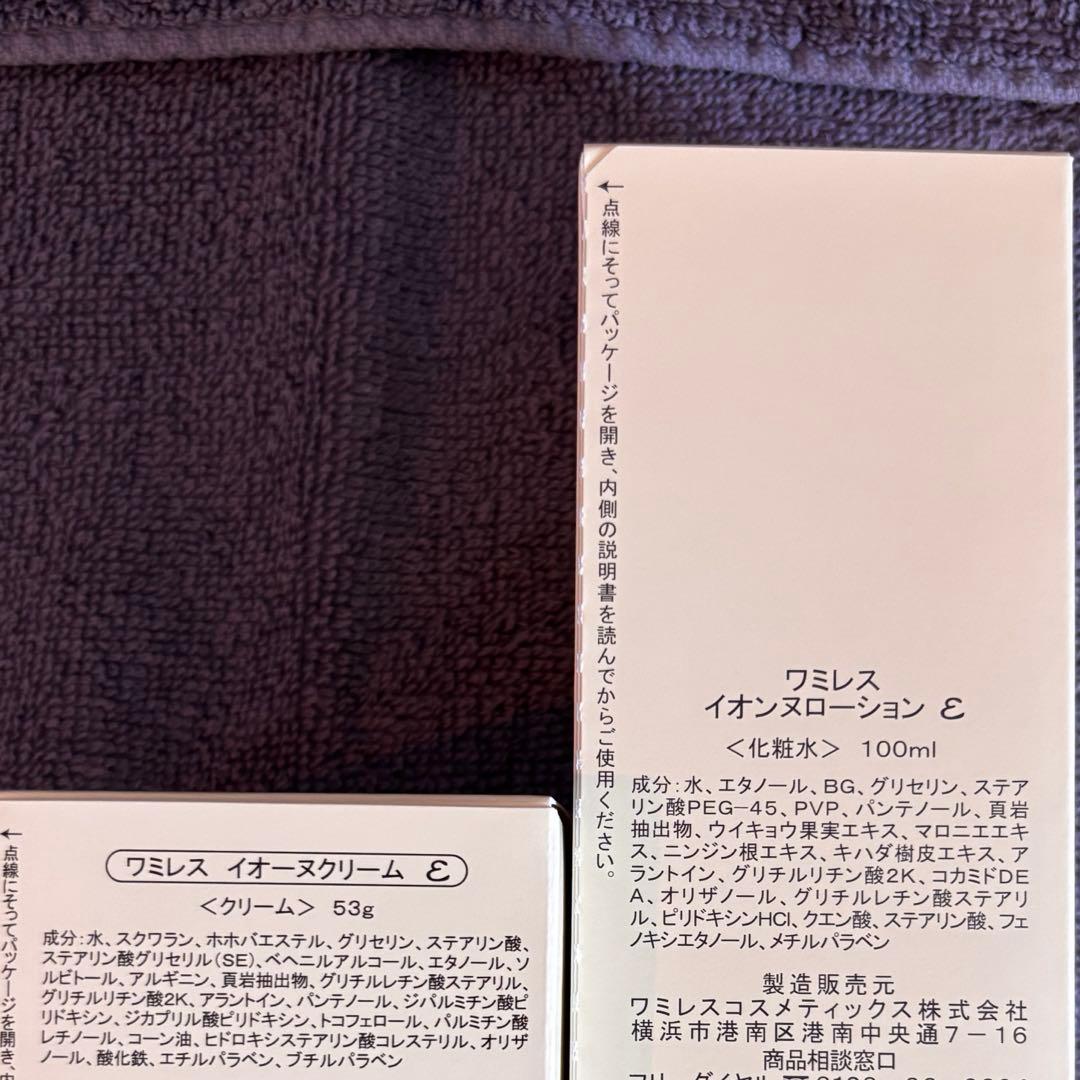 ←点線にそってパッケージを開き、内側の説明書を読んでからご使用ください。
ワミレス
イオンヌローション ε
＜化粧水＞ 100ml
成分：水、エタノール、BG、グリセリン、ステア
リン酸PEG－45、PVP、パンテノール、頁岩
抽出物、ウイキョウ果実エキス、マロニエエキ
ス、ニンジン根エキス、キハダ樹皮エキス、ア
ラントイン、グリチルリチン酸2K、コカミドDE
A、オリザノール、グリチルレチン酸ステアリ
ル、ピリドキシンHCl、クエン酸、ステアリン酸、フェ
ノキシエタノール、メチルパラベン
製造販売元
ワミレスコスメティックス株式会社
横浜市港南区港南中央通7－16
商品相談窓口
フリーダイヤル
←点線にそってパッケージを開き、
ワミレス イオーヌクリーム ε
＜クリーム＞ 53g
成分：水、スクワラン、ホホバエステル、グリセリン、ステアリン酸、
ステアリン酸グリセリル（SE）、ベヘニルアルコール、エタノール、ソ
ルビトール、アルギニン、頁岩抽出物、グリチルレチン酸ステアリル、
グリチルリチン酸2K、アラントイン、パンテノール、ジパルミチン酸ピ
リドキシン、ジカプリル酸ピリドキシン、トコフェロール、パルミチン酸
レチノール、コーン油、ヒドロキシステアリン酸コレステリル、オリザ
ノール、酸化鉄、エチルパラベン、ブチルパラベン